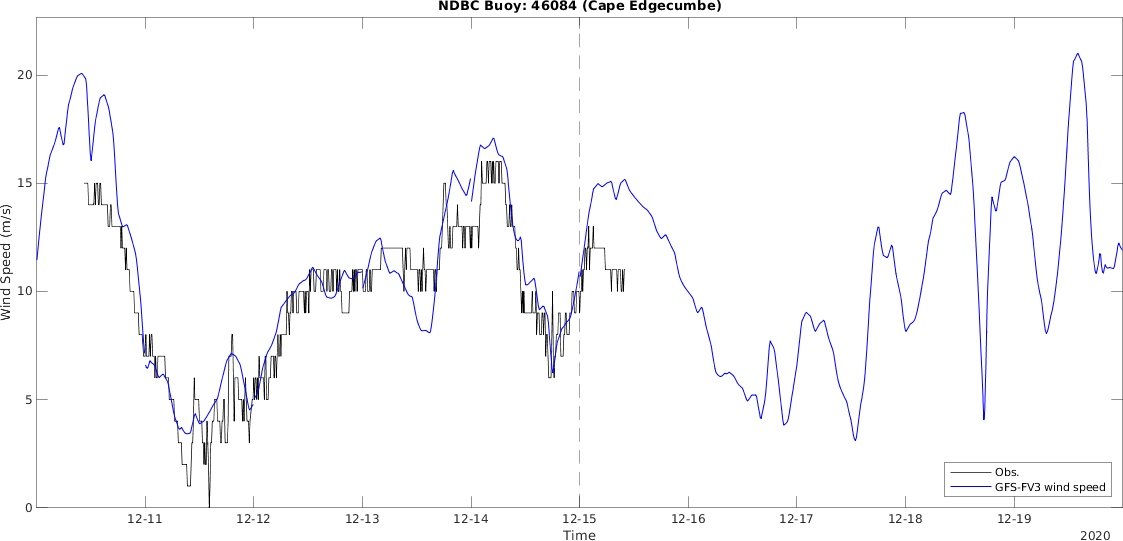 NDBC Buoy: 46084 (Cape Edgecumbe)
Wind Speed (m/s)
20
15
10
5
0
12-11 12-12 12-13 12-14 12-15 12-16 12-17 12-18 12-19
Time
2020
Obs.
GFS-FV3 wind speed